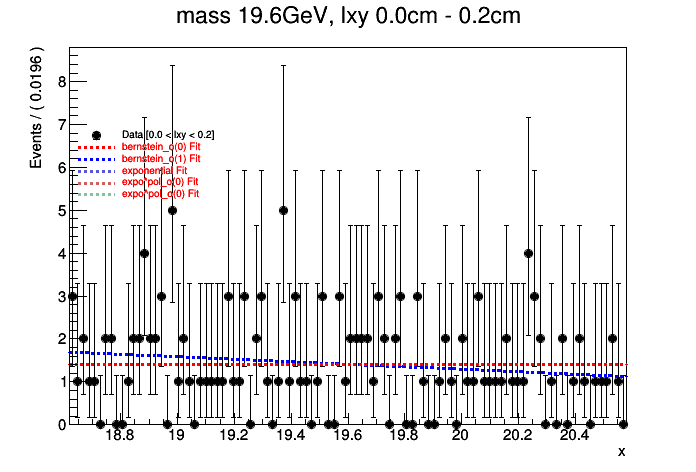 mass 19.6GeV, lxy 0.0cm - 0.2cm
Events / ( 0.0196 )
8
7
6
5
4
3
2
1
0
Data [0.0 < lxy < 0.2]
bernstein_o(0) Fit
bernstein_o(1) Fit
exponential Fit
expo*pol_o(0) Fit
expo*pol_o(0) Fit
18.8 19 19.2 19.4 19.6 19.8 20 20.2 20.4
x